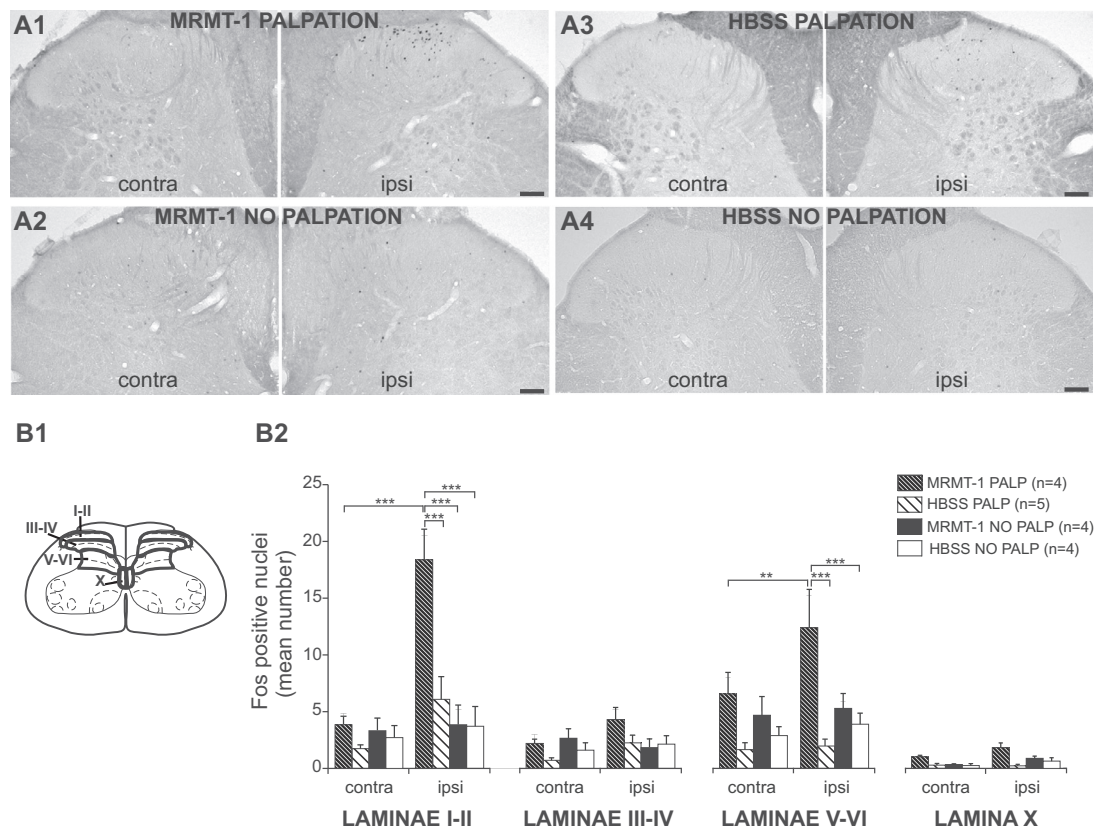 A1 MRMT-1 PALPATION
contra ipsi
A3 HBSS PALPATION
contra ipsi
A2 MRMT-1 NO PALPATION
contra ipsi
A4 HBSS NO PALPATION
contra ipsi
B1
I-II
III-IV
V-VI
X
B2
Fos positive nuclei
(mean number)
25
20
15
10
5
0
***
***
***
***
**
***
***
MRMT-1 PALP (n=4)
HBSS PALP (n=5)
MRMT-1 NO PALP (n=4)
HBSS NO PALP (n=4)
contra ipsi contra ipsi contra ipsi contra ipsi
LAMINAE I-II LAMINAE III-IV LAMINAE V-VI LAMINA X